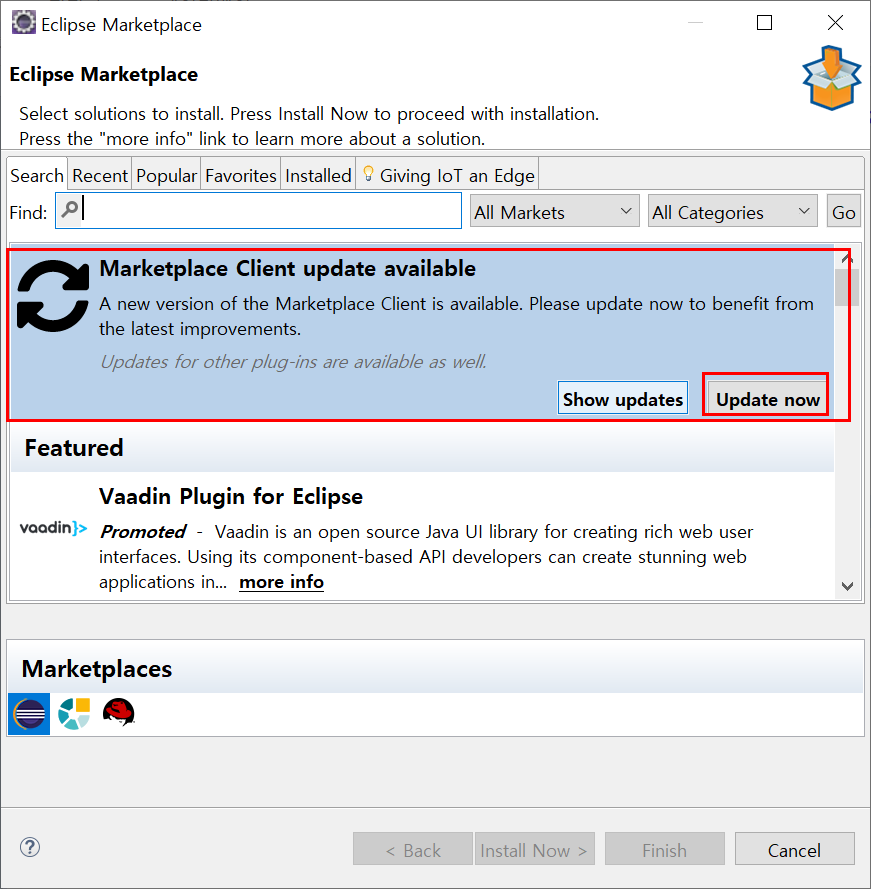 Eclipse Marketplace
Eclipse Marketplace
Select solutions to install. Press Install Now to proceed with installation.
Press the "more info" link to learn more about a solution.
Search Recent Popular Favorites Installed Giving IoT an Edge
Find: All Markets All Categories Go
Marketplace Client update available
A new version of the Marketplace Client is available. Please update now to benefit from
the latest improvements.
Updates for other plug-ins are available as well.
Show updates Update now
Featured
Vaadin Plugin for Eclipse
vaadin}>
Promoted - Vaadin is an open source Java UI library for creating rich web user
interfaces. Using its component-based API developers can create stunning web
applications in... more info
Marketplaces
< Back Install Now > Finish Cancel